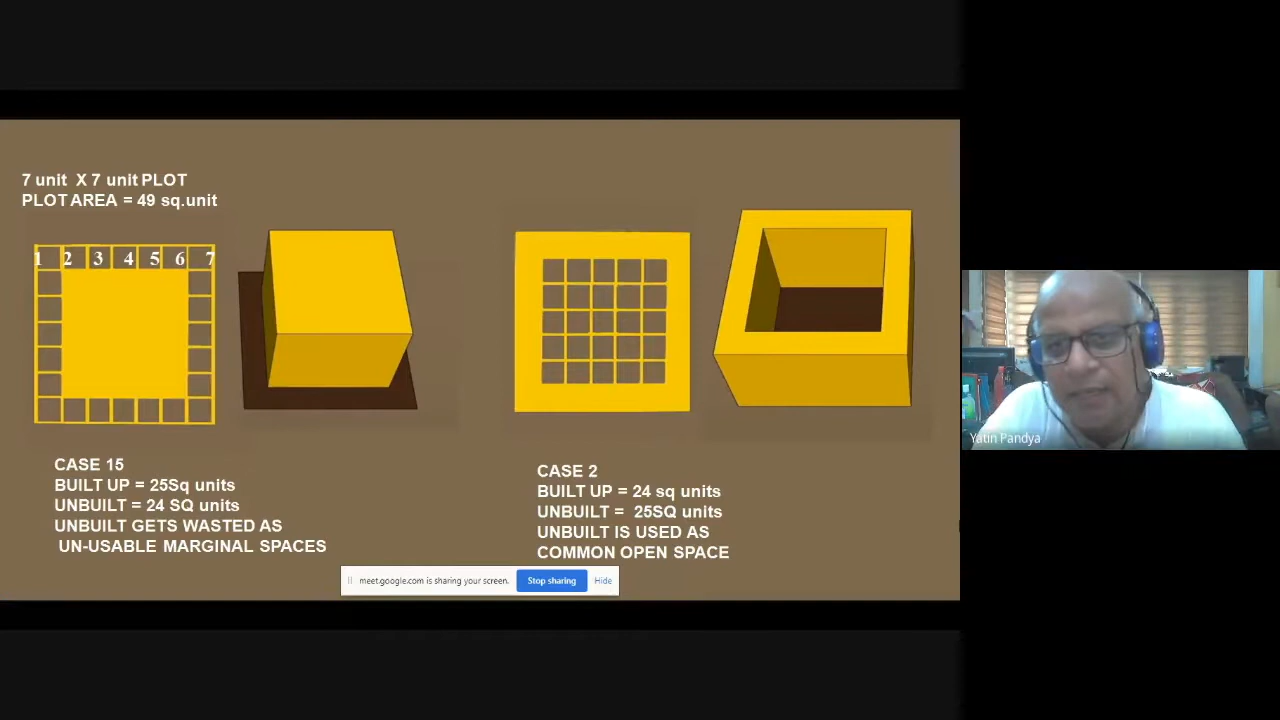 7 unit X 7 unit PLOT
PLOT AREA = 49 sq.unit
1 2 3 4 5 6 7
CASE 15
BUILT UP = 25Sq units
UNBUILT = 24 SQ units
UNBUILT GETS WASTED AS
UN-USABLE MARGINAL SPACES
CASE 2
BUILT UP = 24 sq units
UNBUILT = 25SQ units
UNBUILT IS USED AS
COMMON OPEN SPACE
meet.google.com is sharing your screen. Stop sharing Hide
Yatin Pandya